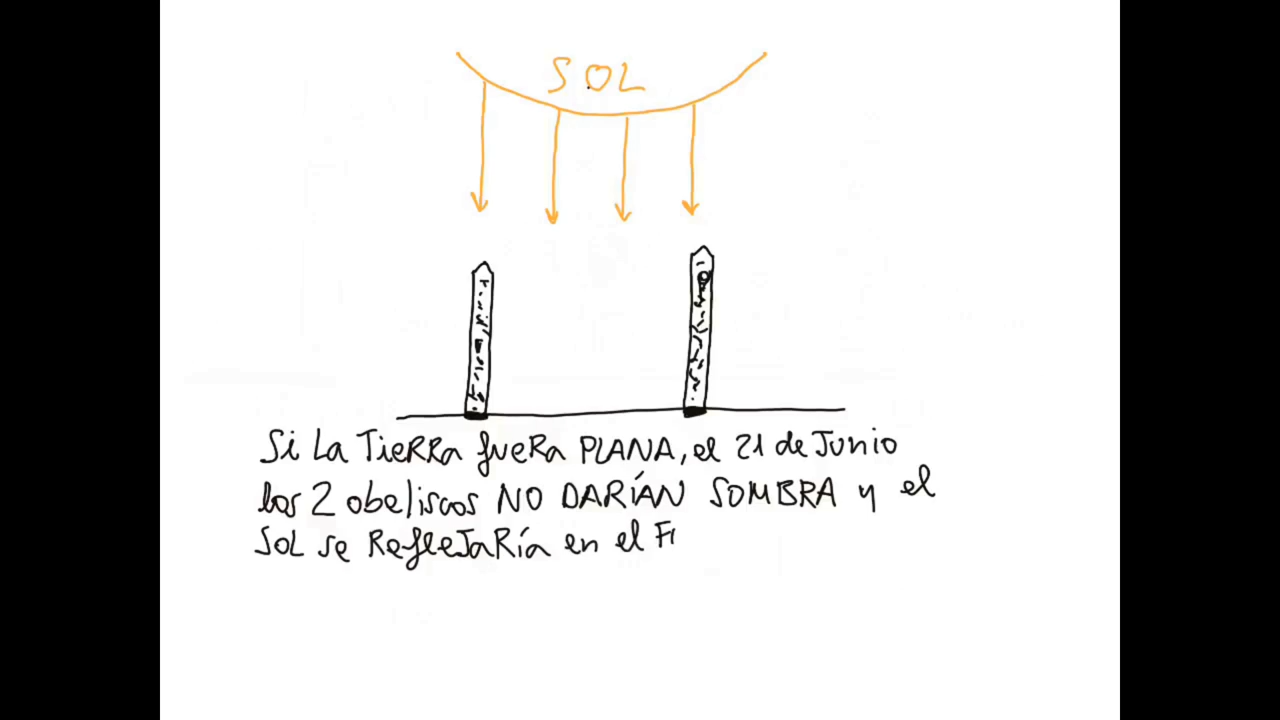 SOL
Si La TieRRa fueRa PLANA, el 21 de Junio
los 2 obeliscos NO DARÍAN SOMBRA y el
SOL se ReflejaRía en el F